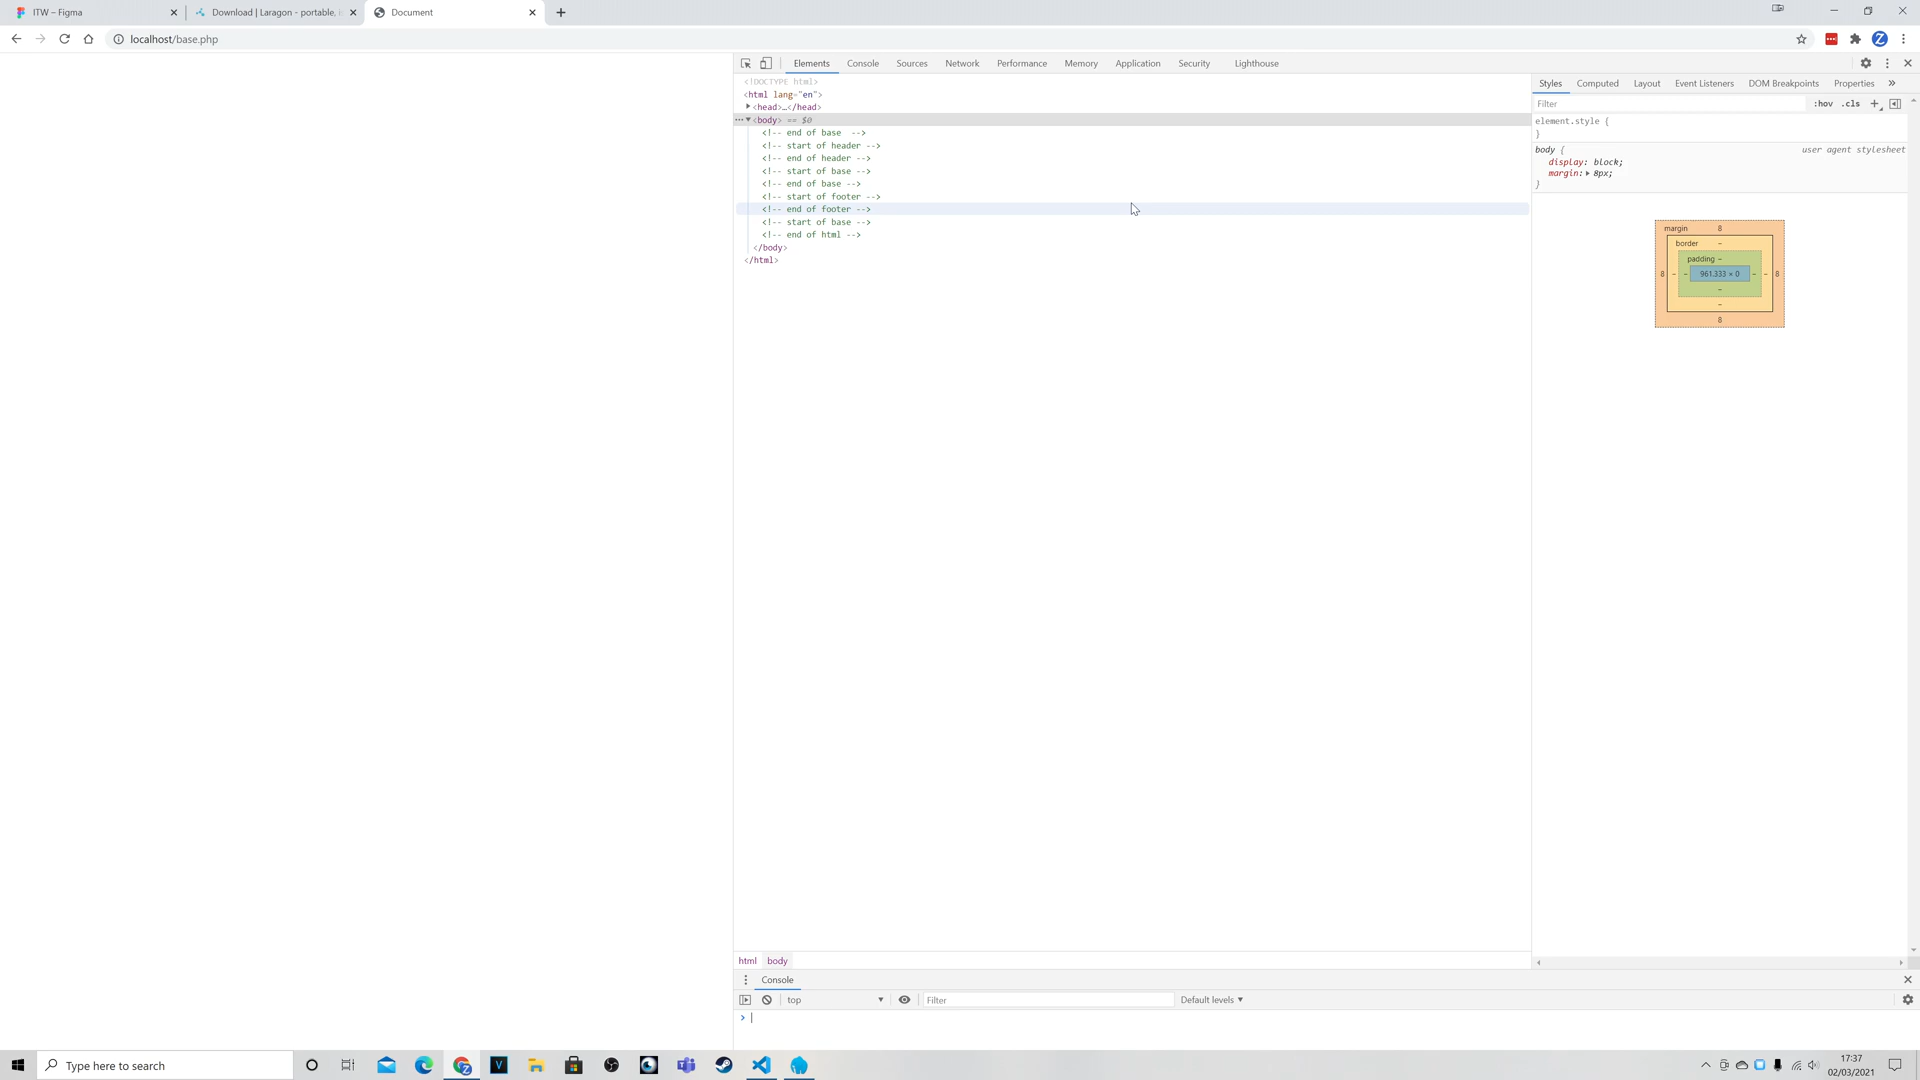 ITW – Figma
Download | Laragon - portable, i
Document
localhost/base.php
Elements Console Sources Network Performance Memory Application Security Lighthouse
<!DOCTYPE html>
<html lang="en">
<head>…</head>
<body> == $0
<!-- end of base  -->
<!-- start of header -->
<!-- end of header -->
<!-- start of base -->
<!-- end of base -->
<!-- start of footer -->
<!-- end of footer -->
<!-- start of base -->
<!-- end of html -->
</body>
</html>
Styles Computed Layout Event Listeners DOM Breakpoints Properties »
Filter :hov .cls +
element.style {
}
body { user agent stylesheet
display: block;
margin: 8px;
}
margin 8
border –
padding –
8 – – 961.333 × 0 – – 8
–
–
8
html body
Console
top Filter Default levels
>
Type here to search
17:37
02/03/2021